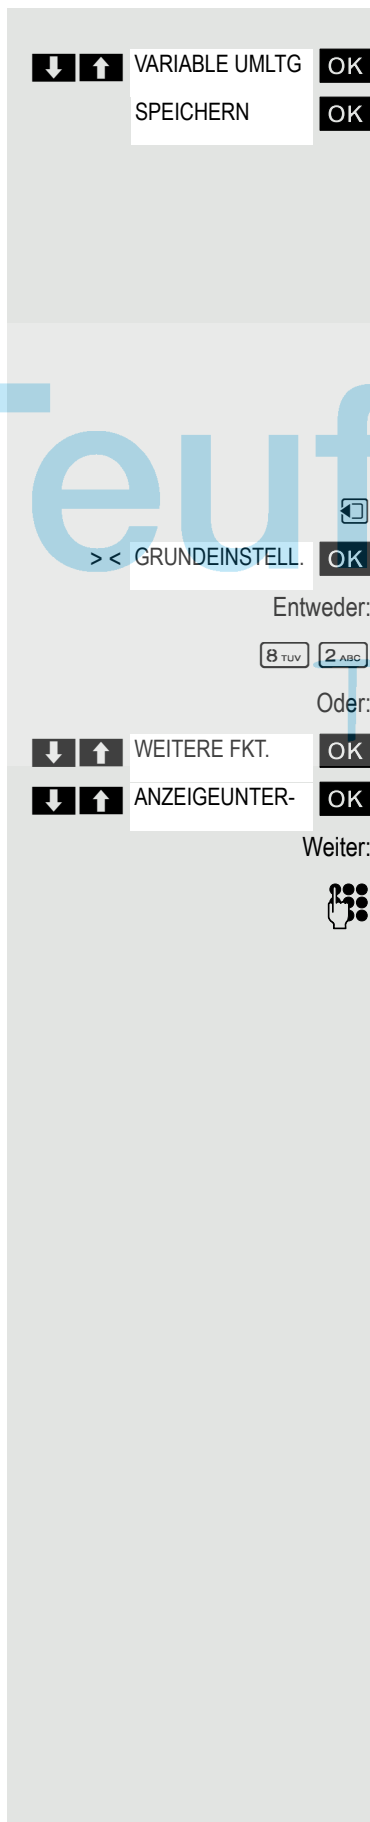 VARIABLE UMLTG OK
SPEICHERN OK
Teuf
> < GRUNDEINSTELL. OK
Entweder:
8 TUV 2 ABC
T
Oder:
WEITERE FKT. OK
ANZEIGEUNTER- OK
Weiter: